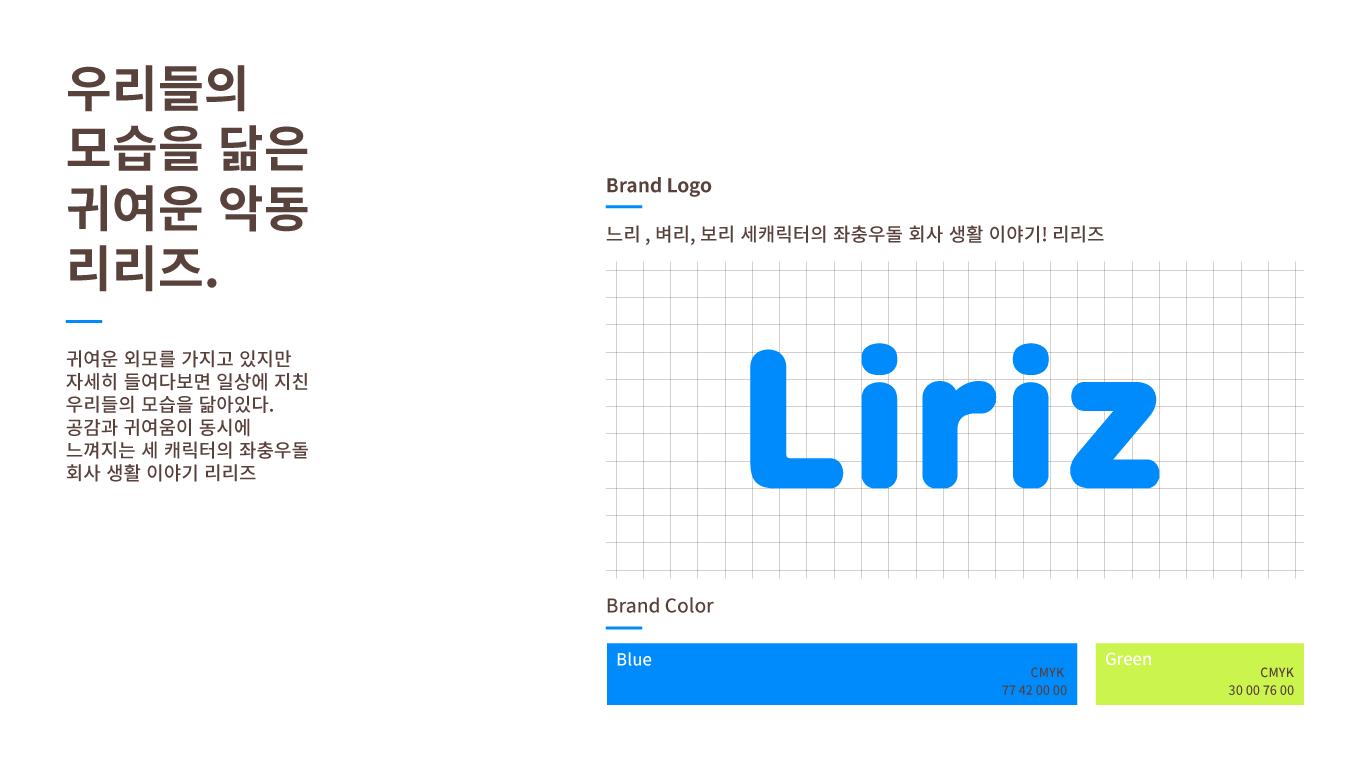 우리들의
모습을 닮은
귀여운 악동
리리즈.
귀여운 외모를 가지고 있지만
자세히 들여다보면 일상에 지친
우리들의 모습을 닮아있다.
공감과 귀여움이 동시에
느껴지는 세 캐릭터의 좌충우돌
회사 생활 이야기 리리즈
Brand Logo
느리 , 벼리, 보리 세캐릭터의 좌충우돌 회사 생활 이야기! 리리즈
Liriz
Brand Color
Blue
CMYK
77 42 00 00
Green
CMYK
30 00 76 00